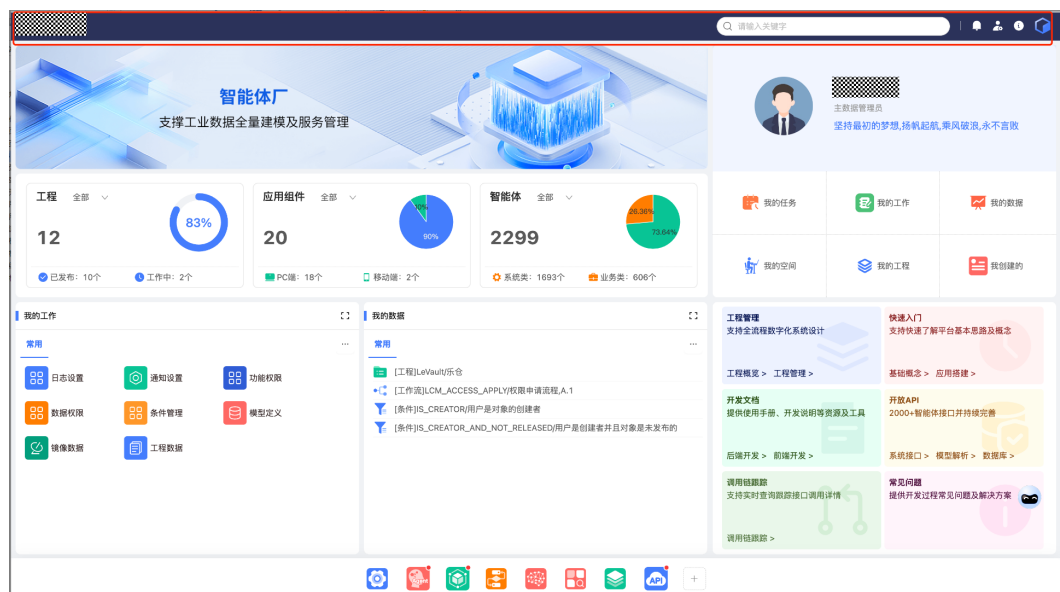 请输入关键字
智能体厂
支撑工业数据全量建模及服务管理
主数据管理员
坚持最初的梦想,扬帆起航,乘风破浪,永不言败
工程 全部
83%
12
已发布: 10个 工作中: 2个
应用组件 全部
10%
90%
20
PC端: 18个 移动端: 2个
智能体 全部
26.36%
73.64%
2299
系统类: 1693个 业务类: 606个
我的任务 我的工作 我的数据
我的空间 我的工程 我创建的
我的工作
常用
...
日志设置 通知设置 功能权限
数据权限 条件管理 模型定义
镜像数据 工程数据
我的数据
常用
...
[工程]LeVault/乐仓
[工作流]LCM_ACCESS_APPLY/权限申请流程,A.1
[条件]IS_CREATOR/用户是对象的创建者
[条件]IS_CREATOR_AND_NOT_RELEASED/用户是创建者并且对象是未发布的
工程管理
支持全流程数字化系统设计
工程概览 > 工程管理 >
快速入门
支持快速了解平台基本思路及概念
基础概念 > 应用搭建 >
开发文档
提供使用手册、开发说明等资源及工具
后端开发 > 前端开发 >
开放API
2000+智能体接口并持续完善
系统接口 > 模型解析 > 数据库 >
调用链跟踪
支持实时查询跟踪接口调用详情
调用链跟踪 >
常见问题
提供开发过程常见问题及解决方案
API